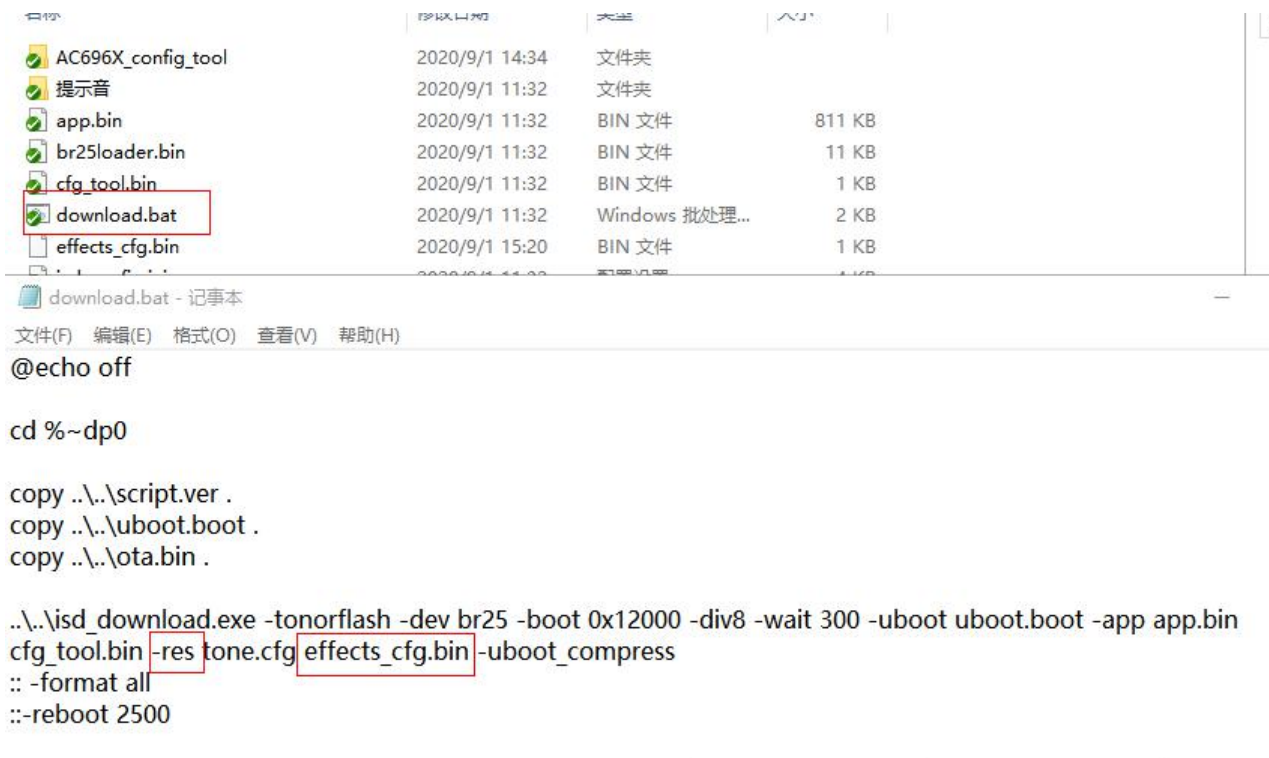 AC696X_config_tool 2020/9/1 14:34 文件夹
提示音 2020/9/1 11:32 文件夹
app.bin 2020/9/1 11:32 BIN 文件 811 KB
br25loader.bin 2020/9/1 11:32 BIN 文件 11 KB
cfg_tool.bin 2020/9/1 11:32 BIN 文件 1 KB
download.bat 2020/9/1 11:32 Windows 批处理... 2 KB
effects_cfg.bin 2020/9/1 15:20 BIN 文件 1 KB
download.bat - 记事本
文件(F) 编辑(E) 格式(O) 查看(V) 帮助(H)
@echo off
cd %~dp0
copy ..\..\script.ver .
copy ..\..\uboot.boot .
copy ..\..\ota.bin .
..\..\isd_download.exe -tonorflash -dev br25 -boot 0x12000 -div8 -wait 300 -uboot uboot.boot -app app.bin
cfg_tool.bin -res tone.cfg effects_cfg.bin -uboot_compress
:: -format all
::-reboot 2500